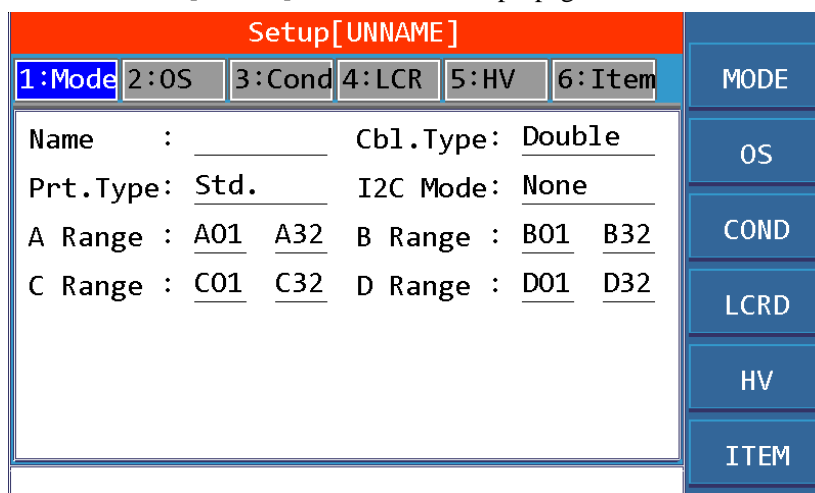 Setup[UNNAME]
1:Mode 2:OS 3:Cond 4:LCR 5:HV 6:Item
Name : Cbl.Type: Double
Prt.Type: Std. I2C Mode: None
A Range : A01 A32 B Range : B01 B32
C Range : C01 C32 D Range : D01 D32
MODE
OS
COND
LCRD
HV
ITEM